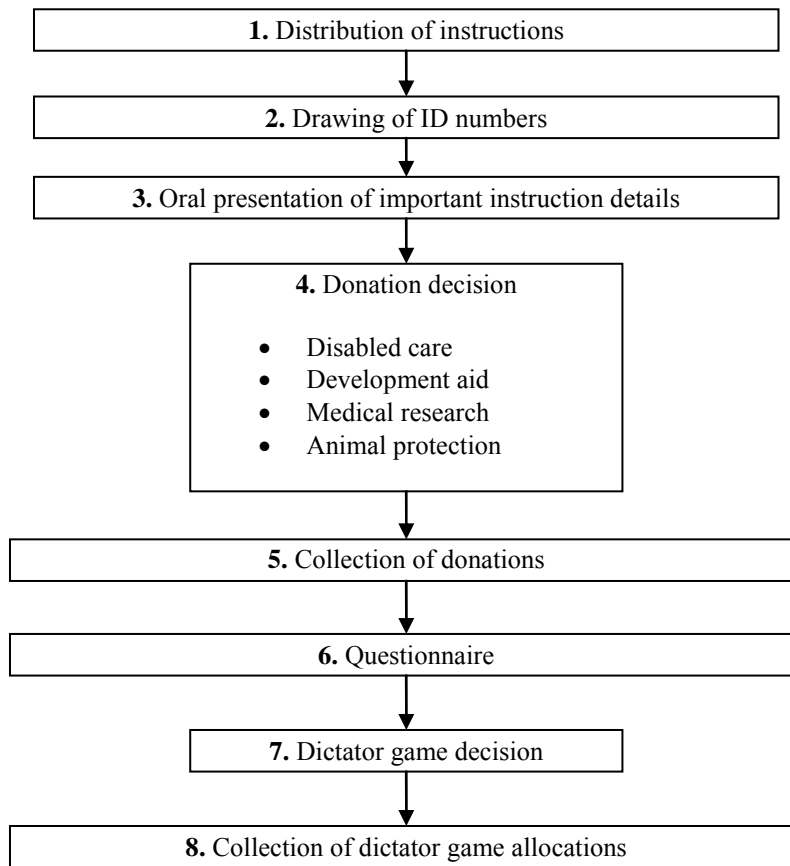 1. Distribution of instructions
2. Drawing of ID numbers
3. Oral presentation of important instruction details
4. Donation decision
• Disabled care
• Development aid
• Medical research
• Animal protection
5. Collection of donations
6. Questionnaire
7. Dictator game decision
8. Collection of dictator game allocations